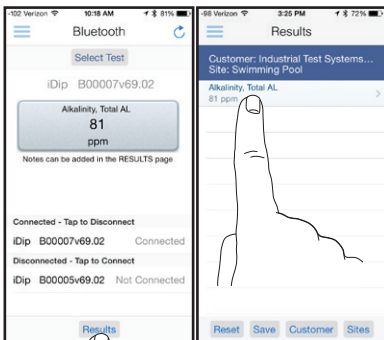 -102 Verizon 10:18 AM 81%
Bluetooth
Select Test
iDip B00007v69.02
Alkalinity, Total AL
81
ppm
Notes can be added in the RESULTS page
Connected - Tap to Disconnect
iDip B00007v69.02 Connected
Disconnected - Tap to Connect
iDip B00005v69.02 Not Connected
Results
-98 Verizon 3:25 PM 72%
Results
Customer: Industrial Test Systems...
Site: Swimming Pool
Alkalinity, Total AL
81 ppm
Reset Save Customer Sites